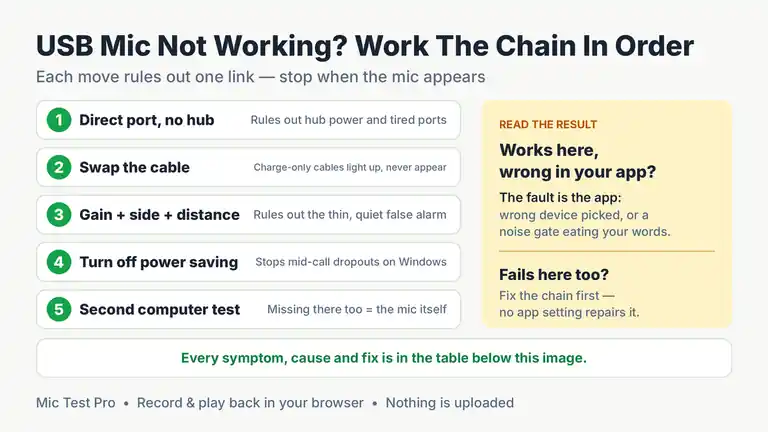 USB Mic Not Working? Work The Chain In Order
Each move rules out one link — stop when the mic appears
1 Direct port, no hub Rules out hub power and tired ports
2 Swap the cable Charge-only cables light up, never appear
3 Gain + side + distance Rules out the thin, quiet false alarm
4 Turn off power saving Stops mid-call dropouts on Windows
5 Second computer test Missing there too = the mic itself
READ THE RESULT
Works here,
wrong in your app?
The fault is the app:
wrong device picked, or a
noise gate eating your words.
Fails here too?
Fix the chain first —
no app setting repairs it.
Every symptom, cause and fix is in the table below this image.
Mic Test Pro • Record & play back in your browser • Nothing is uploaded